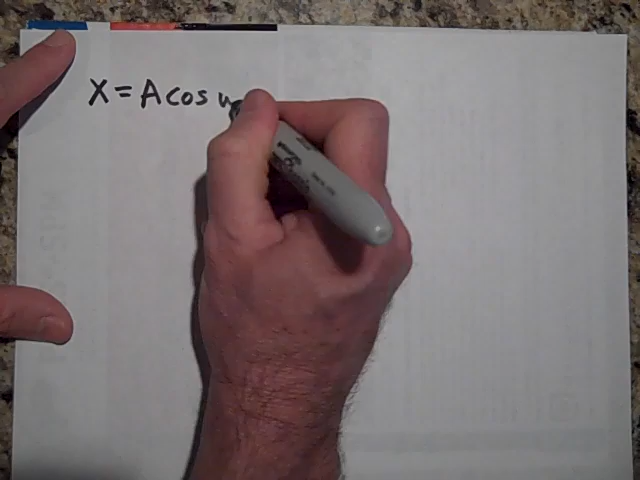 X = A cos ω